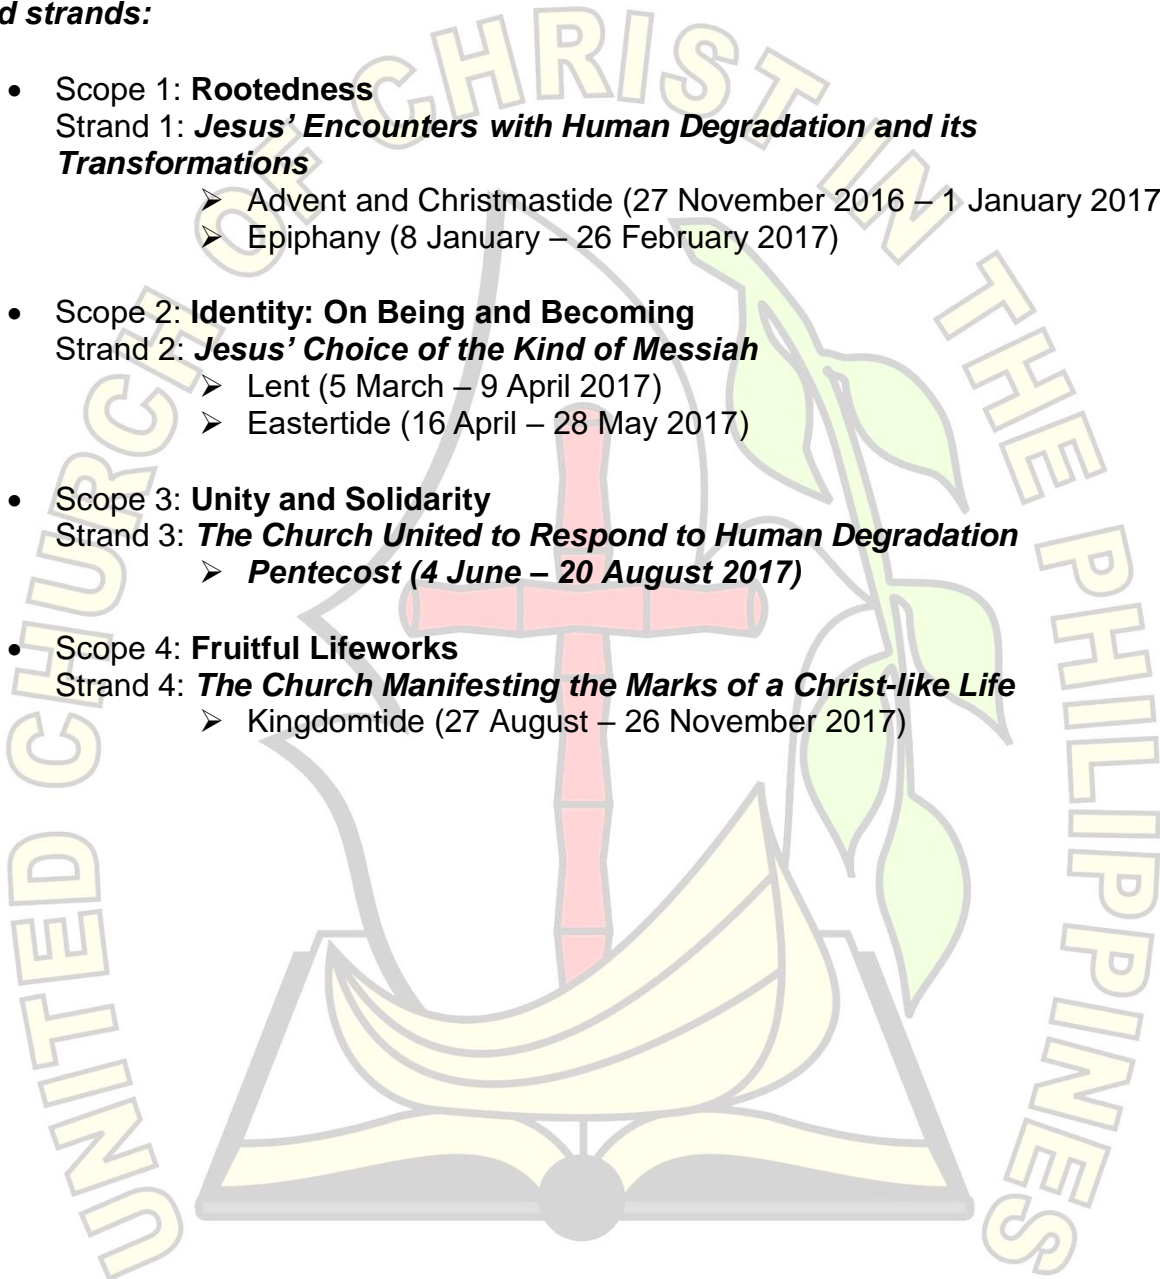 d strands:
• Scope 1: Rootedness
Strand 1: Jesus’ Encounters with Human Degradation and its
Transformations
➢ Advent and Christmastide (27 November 2016 – 1 January 2017
➢ Epiphany (8 January – 26 February 2017)
• Scope 2: Identity: On Being and Becoming
Strand 2: Jesus’ Choice of the Kind of Messiah
➢ Lent (5 March – 9 April 2017)
➢ Eastertide (16 April – 28 May 2017)
• Scope 3: Unity and Solidarity
Strand 3: The Church United to Respond to Human Degradation
➢ Pentecost (4 June – 20 August 2017)
• Scope 4: Fruitful Lifeworks
Strand 4: The Church Manifesting the Marks of a Christ-like Life
➢ Kingdomtide (27 August – 26 November 2017)
UNITED CHURCH OF CHRIST IN THE PHILIPPINES